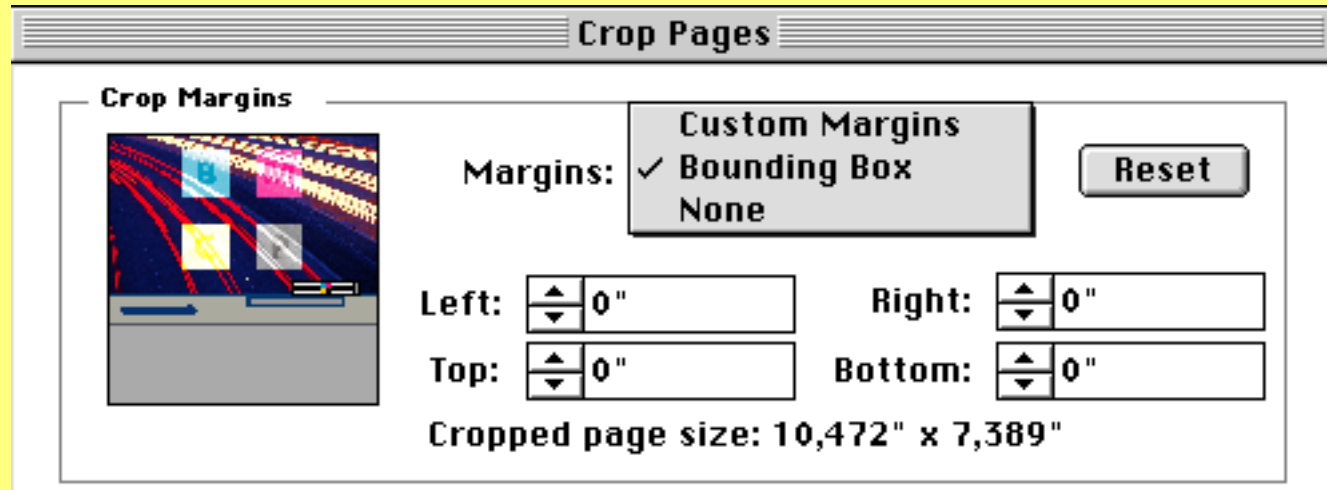 Crop Pages
Crop Margins
Custom Margins
Margins: ✓ Bounding Box
None
Reset
Left: 0" Right: 0"
Top: 0" Bottom: 0"
Cropped page size: 10,472" x 7,389"
B